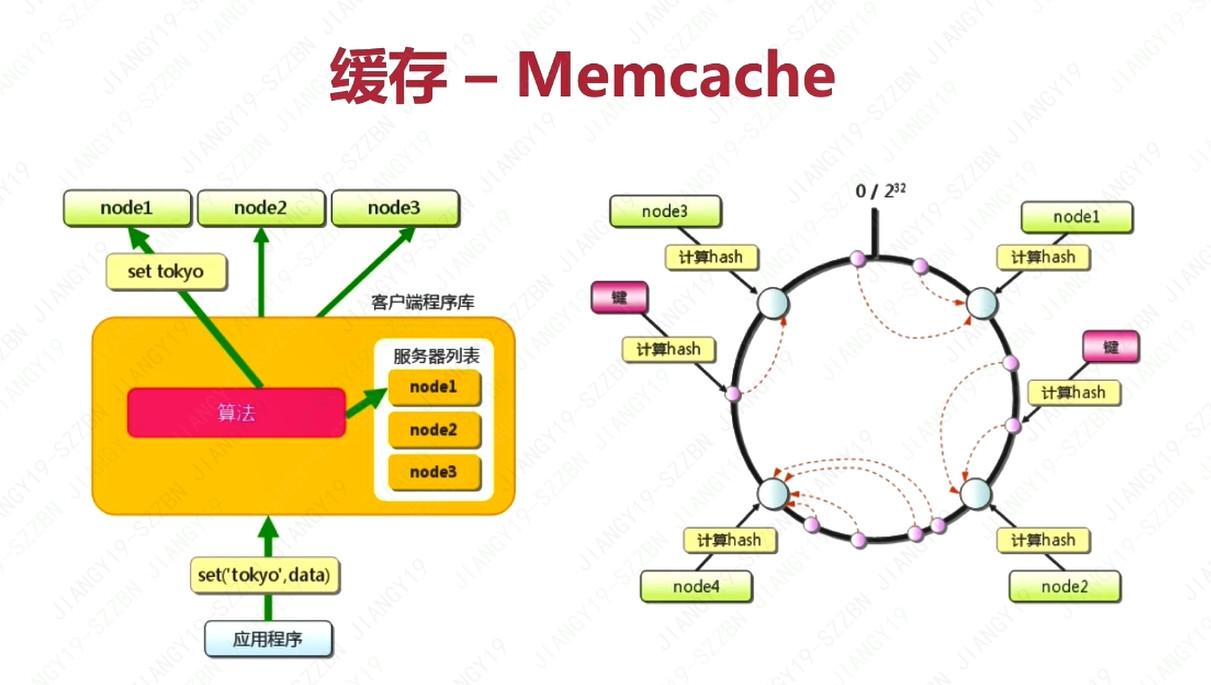 缓存 – Memcache
node1
node2
node3
set tokyo
客户端程序库
服务器列表
node1
算法
node2
node3
set('tokyo',data)
应用程序
0 / 2³²
node3
node1
计算hash
计算hash
键
键
计算hash
计算hash
计算hash
计算hash
node4
node2
JIANGY19-SZZBN